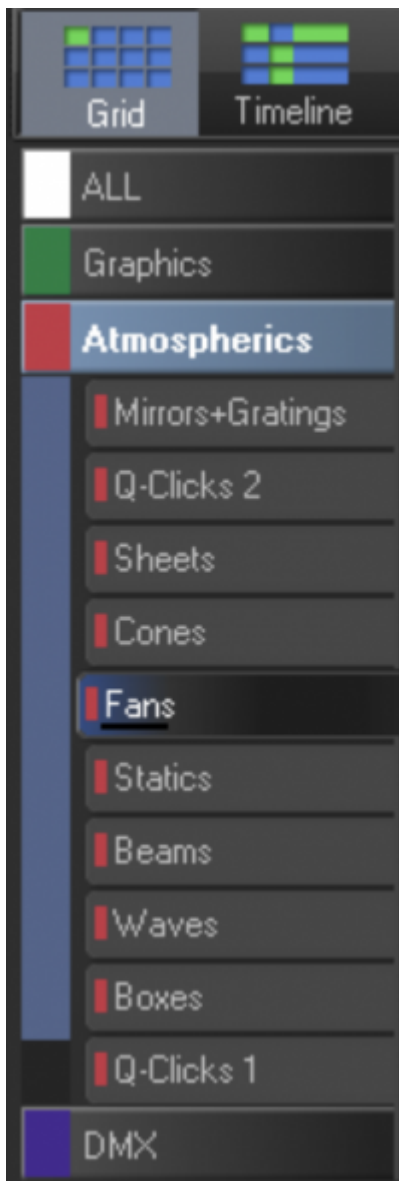 Grid Timeline
ALL
Graphics
Atmospherics
Mirrors+Gratings
Q-Clicks 2
Sheets
Cones
Fans
Statics
Beams
Waves
Boxes
Q-Clicks 1
DMX